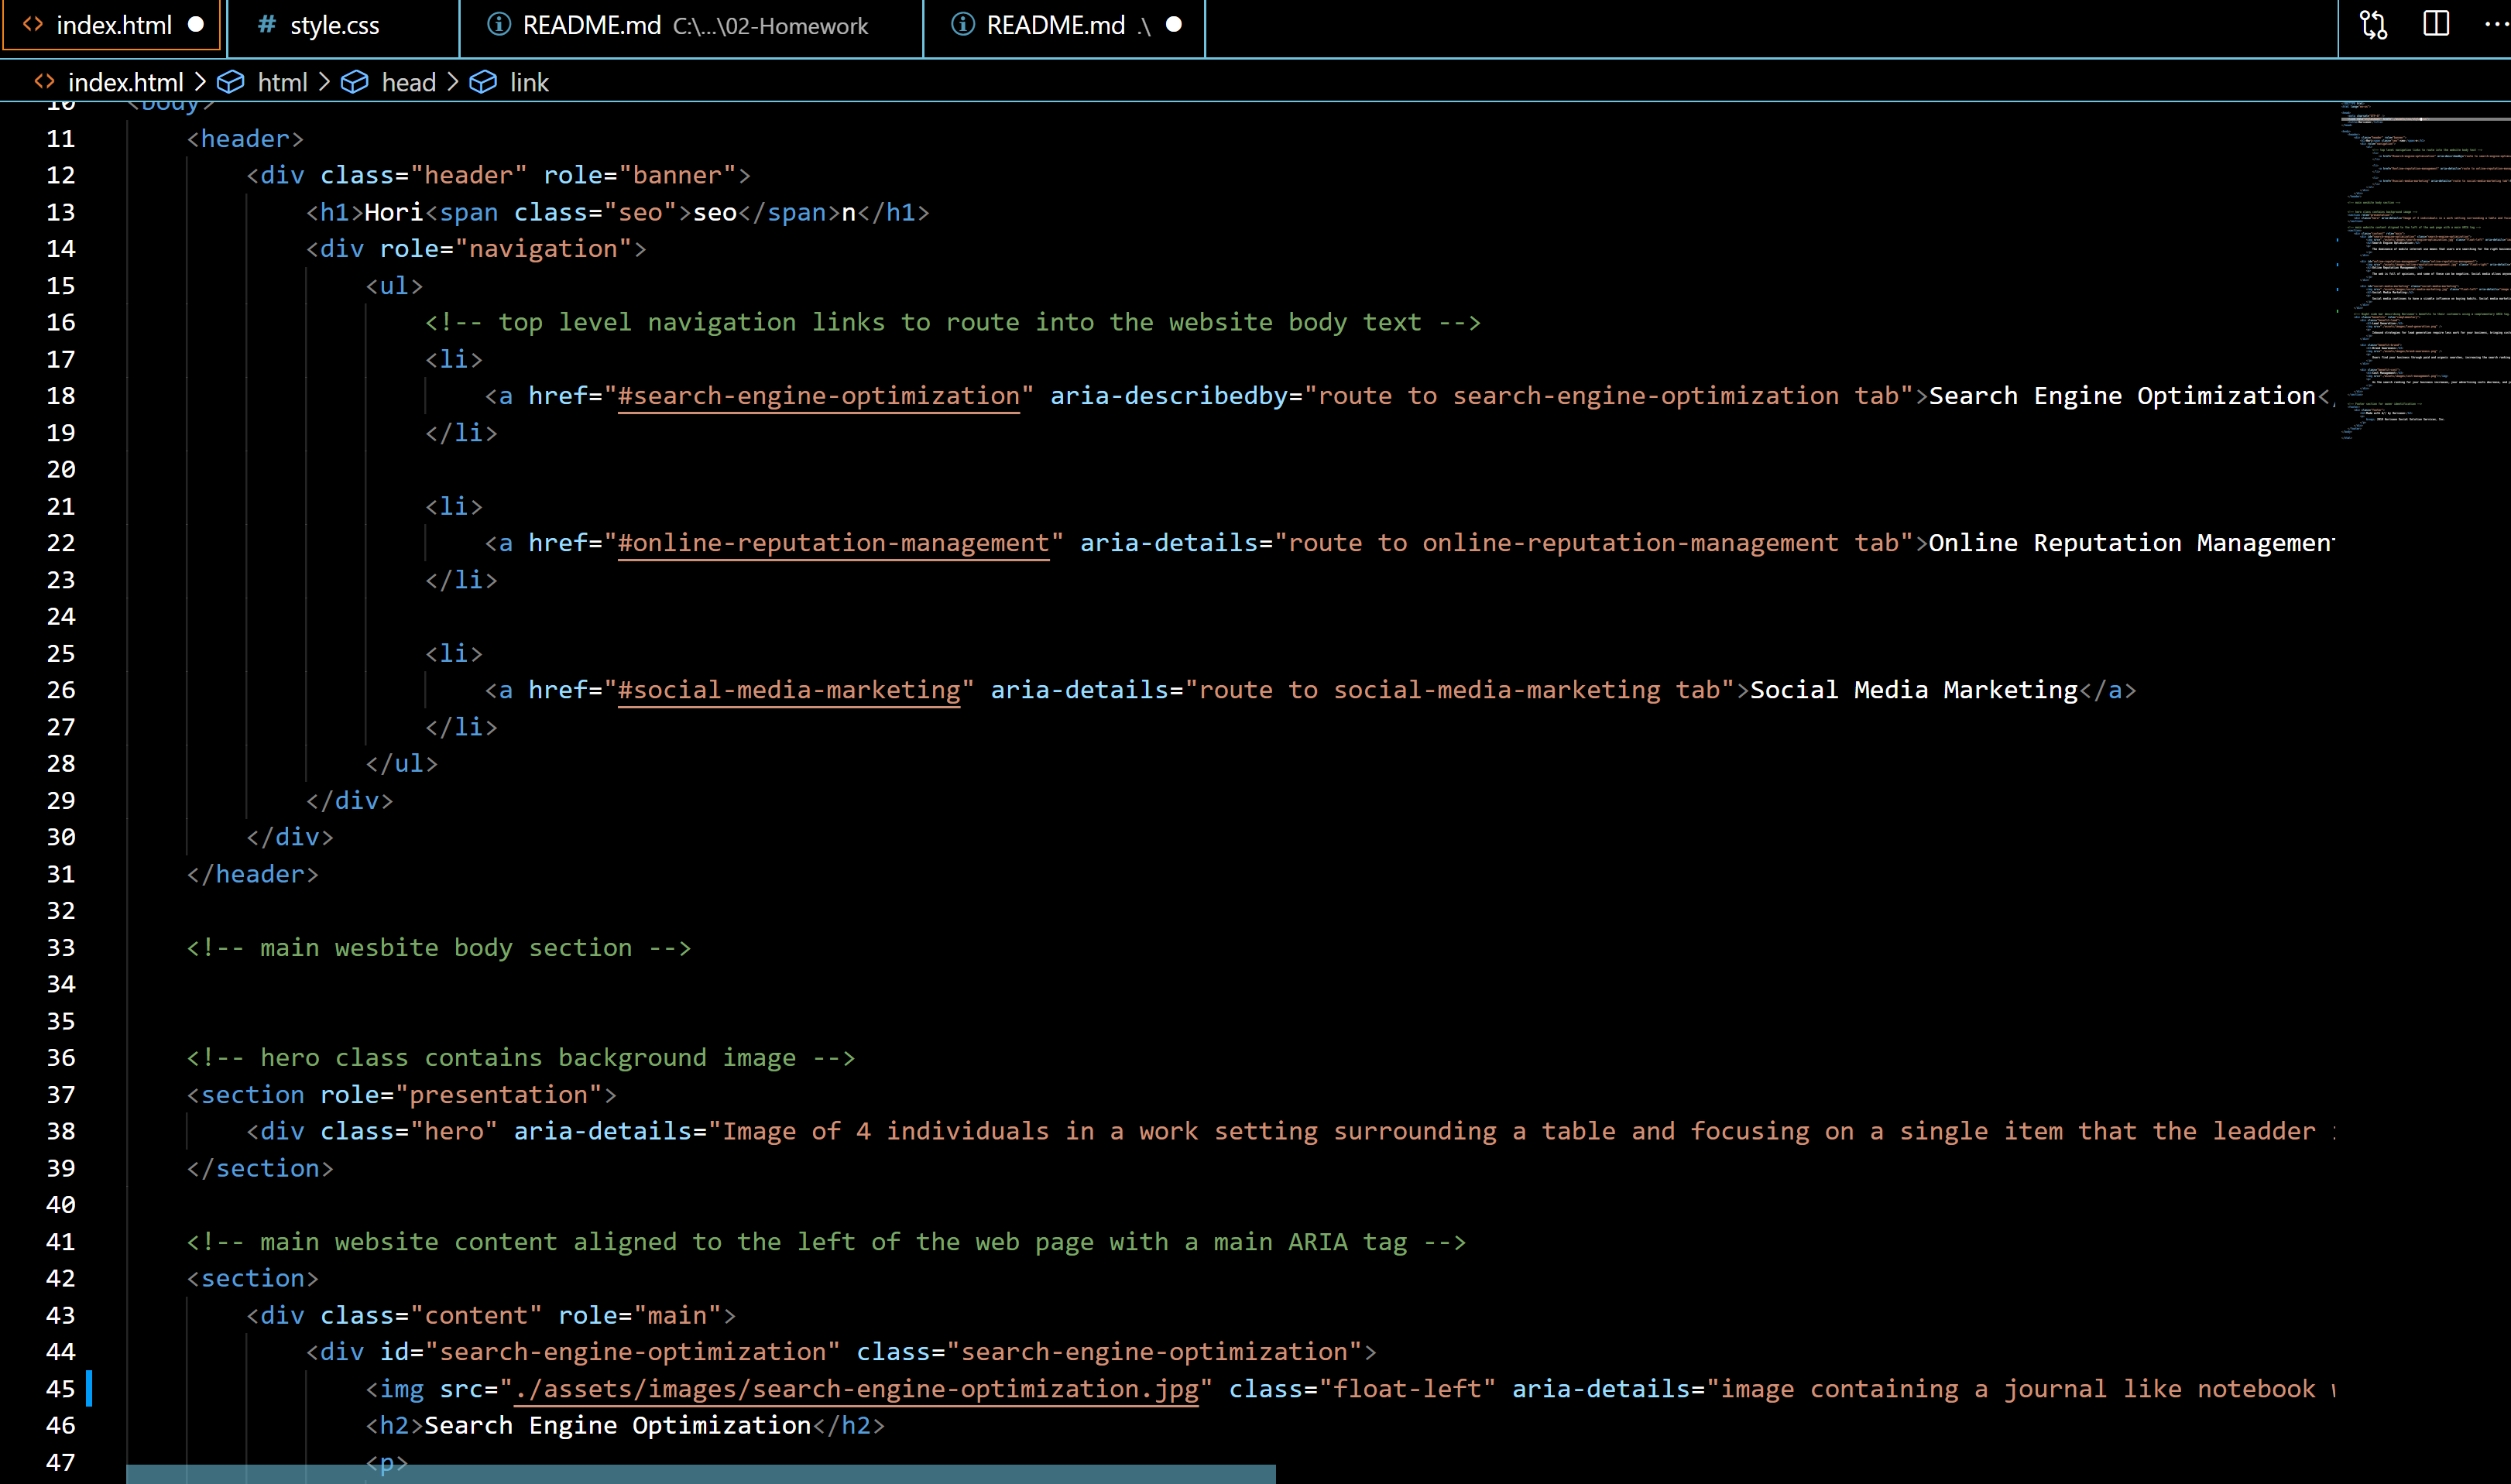 index.html ● # style.css README.md C:\...\02-Homework README.md .\ ●
index.html > html > head > link
10 <body>
11 <header>
12 <div class="header" role="banner">
13 <h1>Hori<span class="seo">seo</span>n</h1>
14 <div role="navigation">
15 <ul>
16 <!-- top level navigation links to route into the website body text -->
17 <li>
18 <a href="#search-engine-optimization" aria-describedby="route to search-engine-optimization tab">Search Engine Optimization<
19 </li>
20
21 <li>
22 <a href="#online-reputation-management" aria-details="route to online-reputation-management tab">Online Reputation Management
23 </li>
24
25 <li>
26 <a href="#social-media-marketing" aria-details="route to social-media-marketing tab">Social Media Marketing</a>
27 </li>
28 </ul>
29 </div>
30 </div>
31 </header>
32
33 <!-- main wesbite body section -->
34
35
36 <!-- hero class contains background image -->
37 <section role="presentation">
38 <div class="hero" aria-details="Image of 4 individuals in a work setting surrounding a table and focusing on a single item that the leadder
39 </section>
40
41 <!-- main website content aligned to the left of the web page with a main ARIA tag -->
42 <section>
43 <div class="content" role="main">
44 <div id="search-engine-optimization" class="search-engine-optimization">
45 <img src="./assets/images/search-engine-optimization.jpg" class="float-left" aria-details="image containing a journal like notebook
46 <h2>Search Engine Optimization</h2>
47 <p>